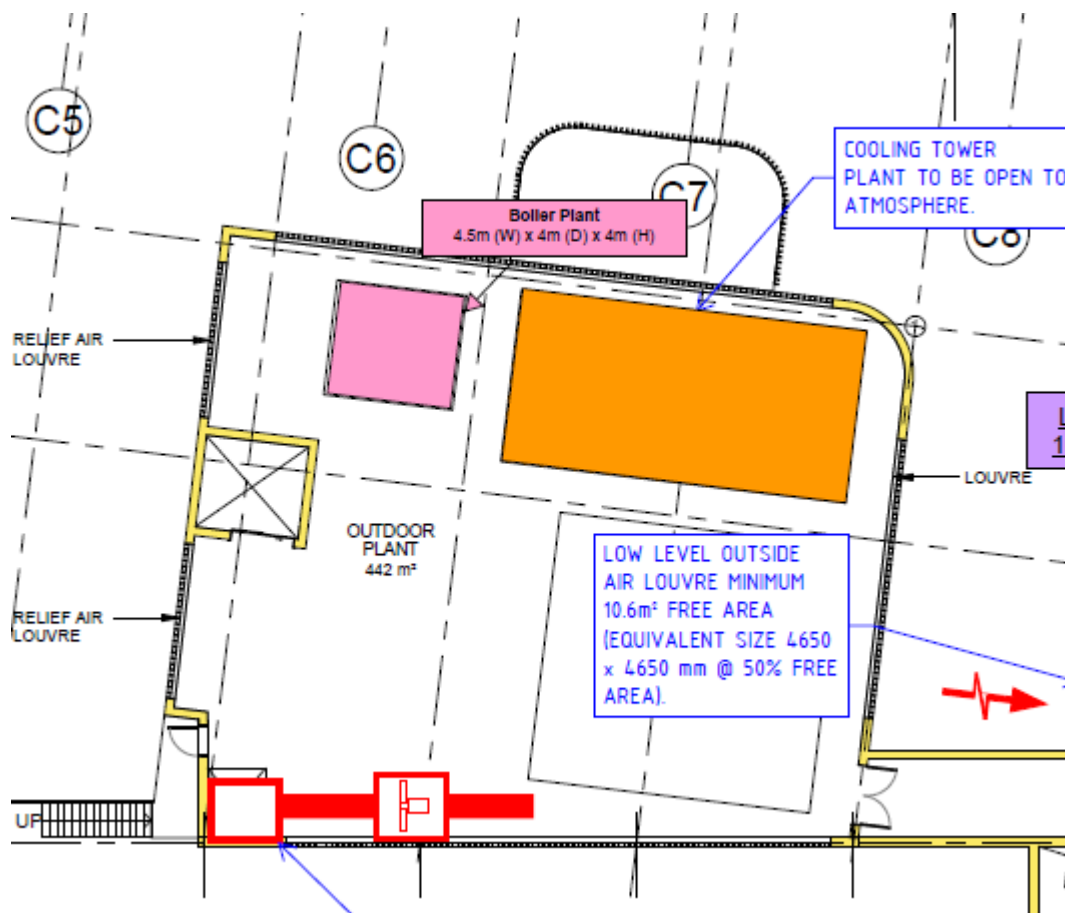 C5
C6
C7
C8
COOLING TOWER
PLANT TO BE OPEN TO
ATMOSPHERE.
Boiler Plant
4.5m (W) x 4m (D) x 4m (H)
RELIEF AIR
LOUVRE
LOUVRE
OUTDOOR
PLANT
442 m²
LOW LEVEL OUTSIDE
AIR LOUVRE MINIMUM
10.6m² FREE AREA
(EQUIVALENT SIZE 4650
x 4650 mm @ 50% FREE
AREA).
RELIEF AIR
LOUVRE
UP